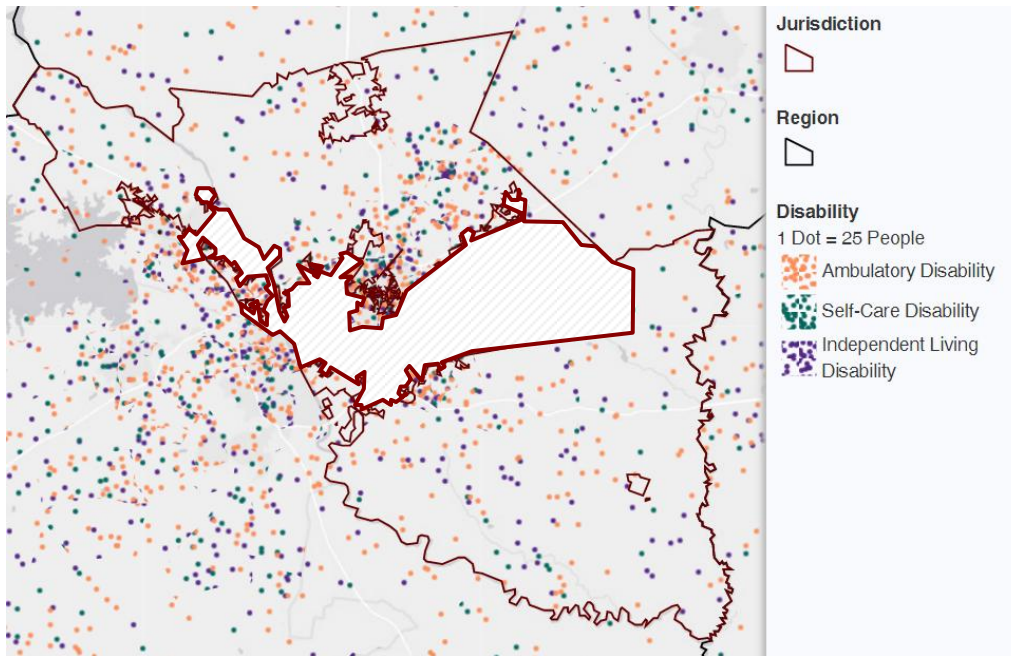 Jurisdiction
Region
Disability
1 Dot = 25 People
Ambulatory Disability
Self-Care Disability
Independent Living
Disability